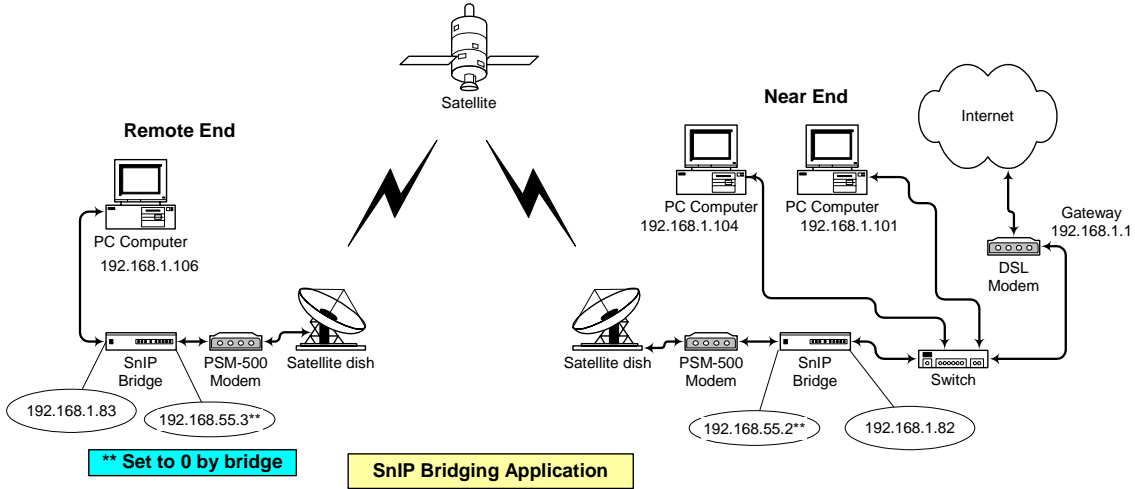 Satellite
Remote End
Near End
Internet
PC Computer
192.168.1.106
PC Computer
192.168.1.104
PC Computer
192.168.1.101
Gateway
192.168.1.1
DSL
Modem
SnIP
Bridge
PSM-500
Modem
Satellite dish
Satellite dish
PSM-500
Modem
SnIP
Bridge
Switch
192.168.1.83
192.168.55.3**
192.168.55.2**
192.168.1.82
** Set to 0 by bridge
SnIP Bridging Application